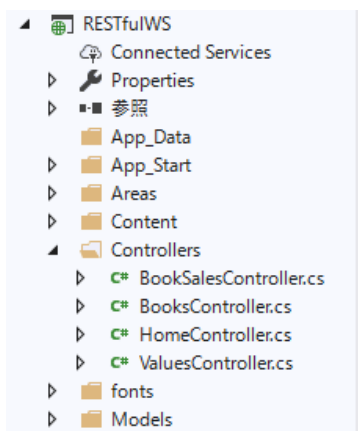 RESTfulWS
Connected Services
Properties
参照
App_Data
App_Start
Areas
Content
Controllers
C# BookSalesController.cs
C# BooksController.cs
C# HomeController.cs
C# ValuesController.cs
fonts
Models